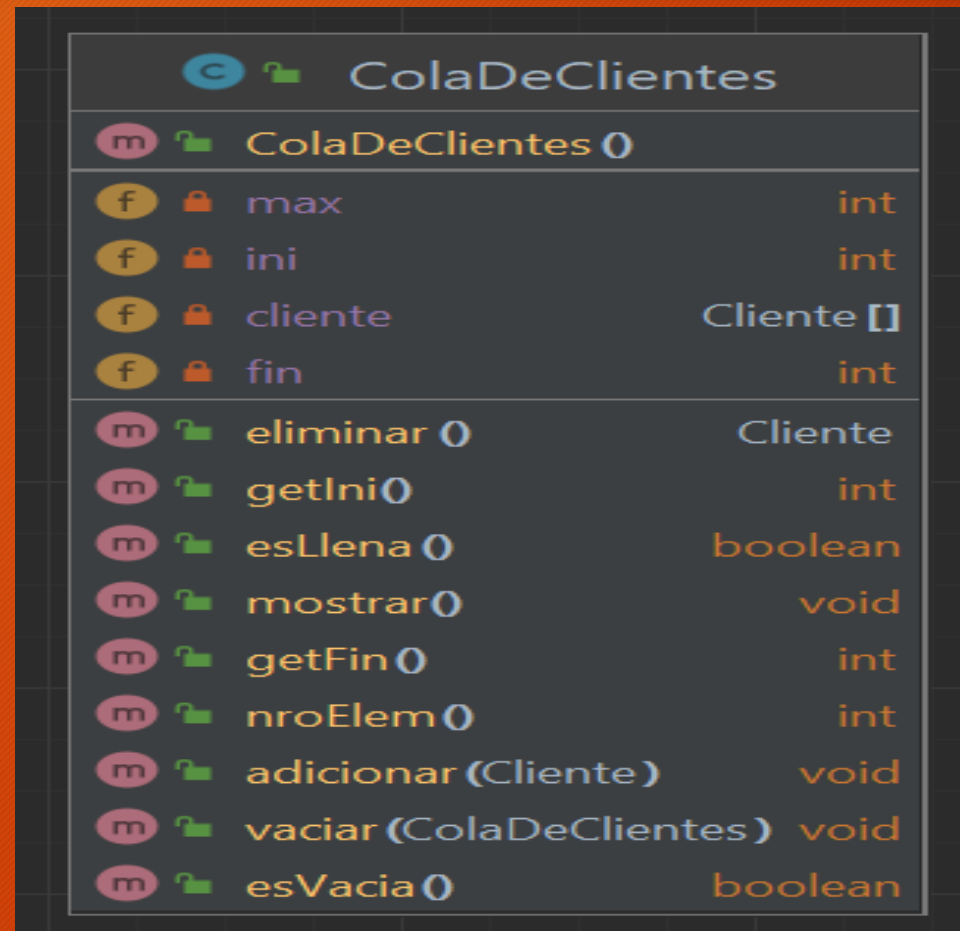 C ColaDeClientes
m ColaDeClientes()
f max int
f ini int
f cliente Cliente[]
f fin int
m eliminar() Cliente
m getIni() int
m esLlena() boolean
m mostrar() void
m getFin() int
m nroElem() int
m adicionar(Cliente) void
m vaciar(ColaDeClientes) void
m esVacia() boolean